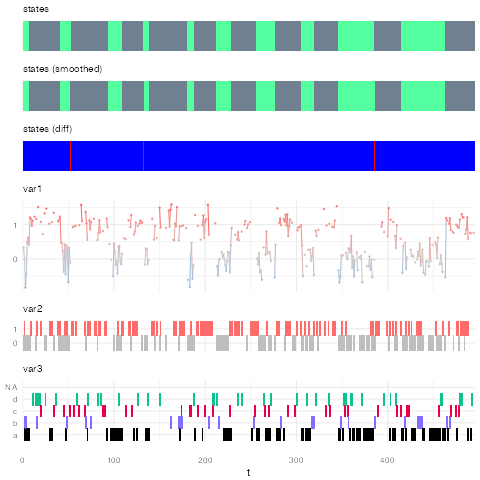 states
states (smoothed)
states (diff)
var1
1
0
var2
1
0
var3
NA
d
c
b
a
0
100
200
300
400
t